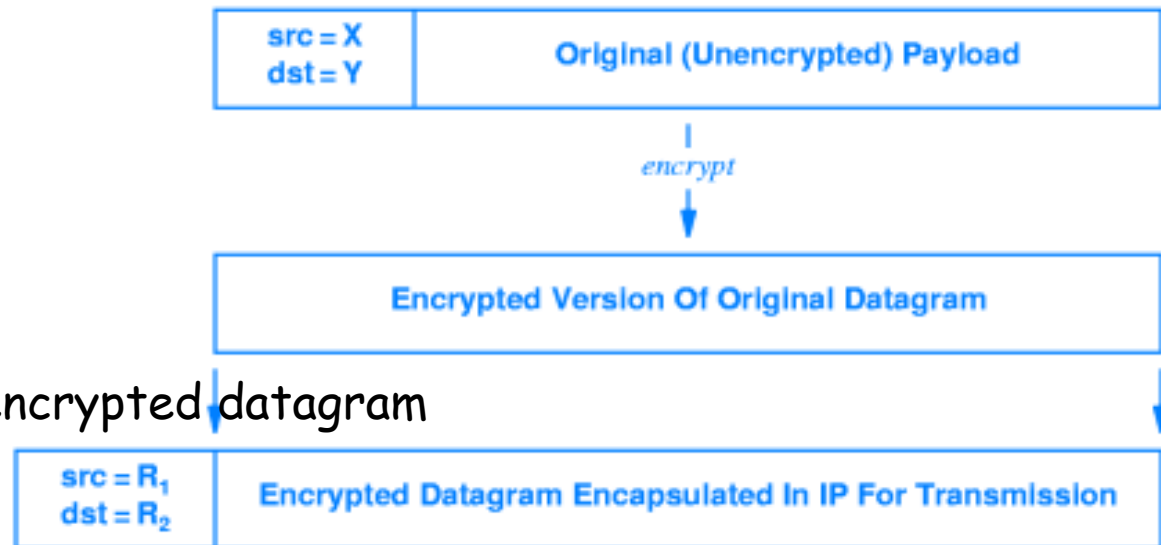 src = X
dst = Y
Original (Unencrypted) Payload
encrypt
Encrypted Version Of Original Datagram
encrypted datagram
src = R₁
dst = R₂
Encrypted Datagram Encapsulated In IP For Transmission